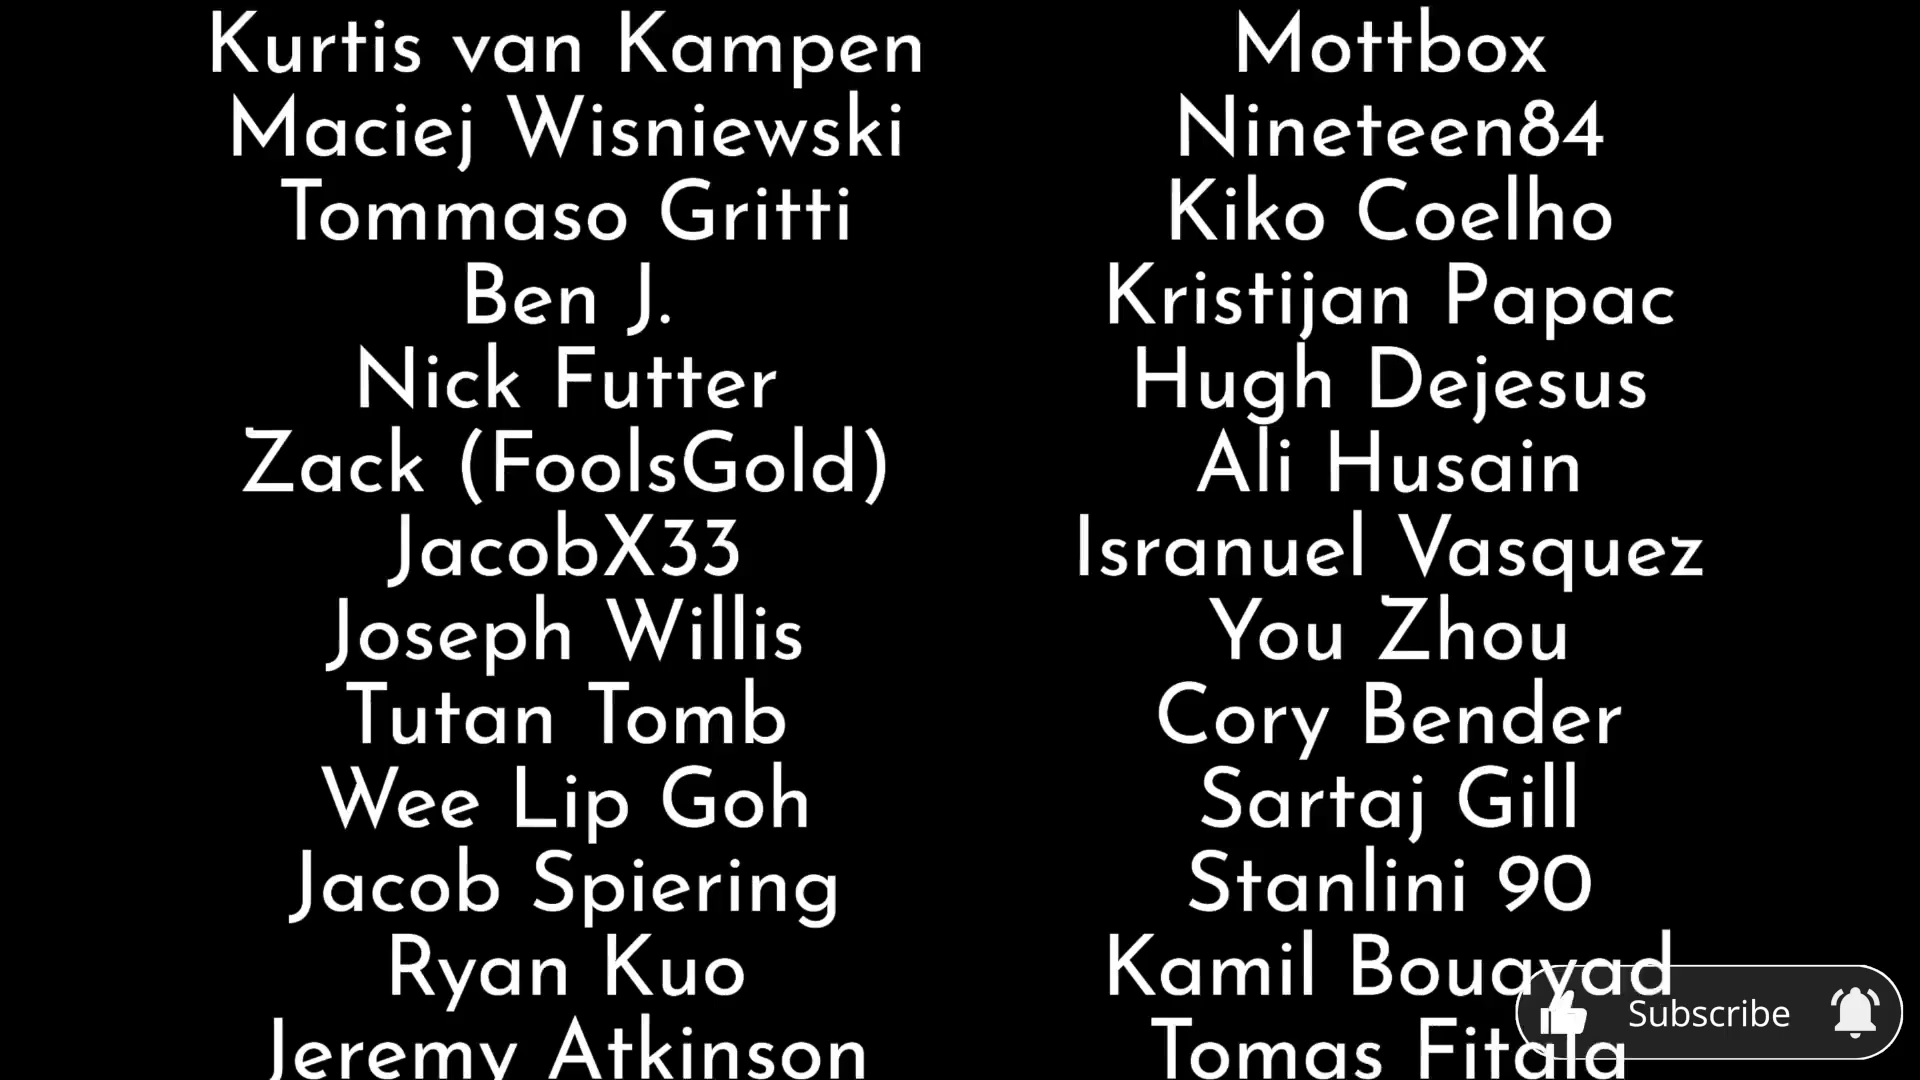 Kurtis van Kampen
Maciej Wisniewski
Tommaso Gritti
Ben J.
Nick Futter
Zack (FoolsGold)
JacobX33
Joseph Willis
Tutan Tomb
Wee Lip Goh
Jacob Spiering
Ryan Kuo
Jeremy Atkinson
Mottbox
Nineteen84
Kiko Coelho
Kristijan Papac
Hugh Dejesus
Ali Husain
Isranuel Vasquez
You Zhou
Cory Bender
Sartaj Gill
Stanlini 90
Kamil Bouayad
Tomas Fitala
Subscribe